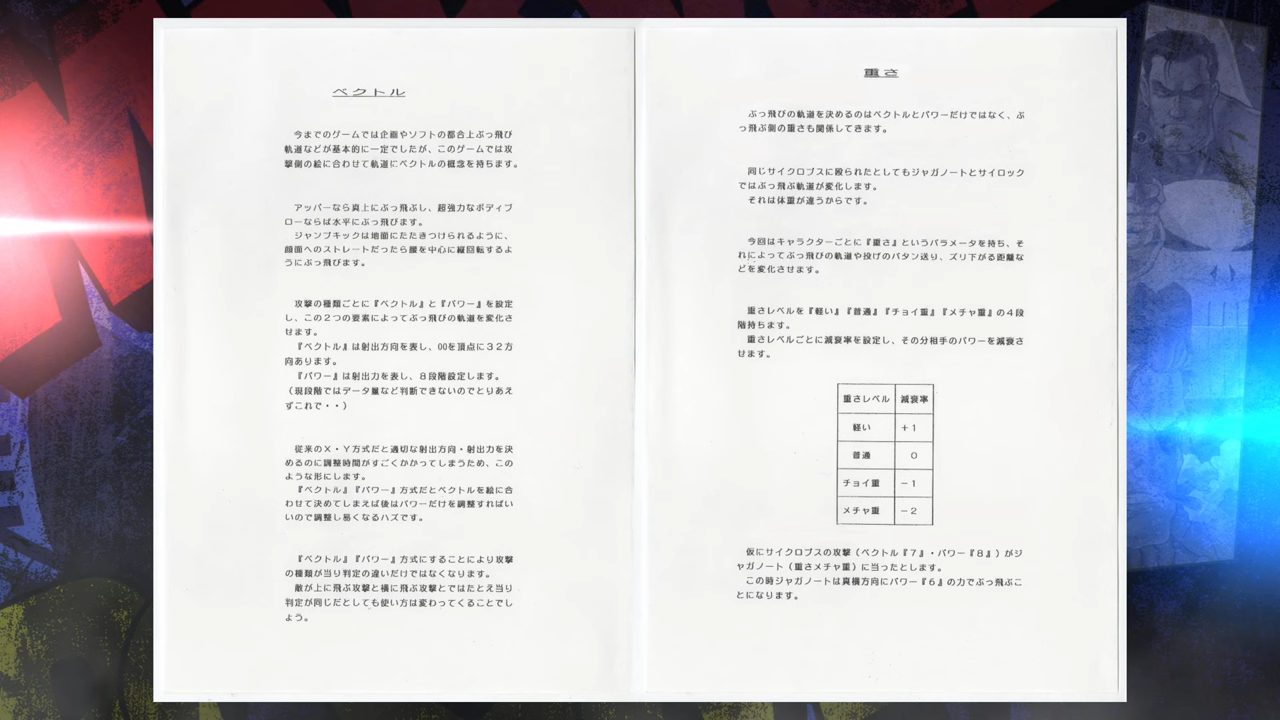 ベクトル
今までのゲームでは企画やソフトの都合上ぶっ飛び
軌道などが基本的に一定でしたが、このゲームでは攻
撃側の絵に合わせて軌道にベクトルの概念を持ちます。
アッパーなら真上にぶっ飛ぶし、超強力なボディブ
ローならば水平にぶっ飛びます。
ジャンプキックは地面にたたきつけられるように、
顔面へのストレートだったら腰を中心に縦回転するよ
うにぶっ飛びます。
攻撃の種類ごとに『ベクトル』と『パワー』を設定
し、この2つの要素によってぶっ飛びの軌道を変化さ
せます。
『ベクトル』は射出方向を表し、00を頂点に32方
向あります。
『パワー』は射出力を表し、8段階設定します。
(現段階ではデータ量など判断できないのでとりあえ
ずこれで・・)
従来のX・Y方式だと適切な射出方向・射出力を決
めるのに調整時間がすごくかかってしまうため、この
ような形にします。
『ベクトル』『パワー』方式だとベクトルを絵に合
わせて決めてしまえば後はパワーだけを調整すればい
いので調整し易くなるハズです。
『ベクトル』『パワー』方式にすることにより攻撃
の種類が当り判定の違いだけではなくなります。
敵が上に飛ぶ攻撃と横に飛ぶ攻撃とではたとえ当り
判定が同じだとしても使い方は変わってくることでし
ょう。
重さ
ぶっ飛びの軌道を決めるのはベクトルとパワーだけではなく、ぶ
っ飛ぶ側の重さも関係してきます。
同じサイクロプスに殴られたとしてもジャガノートとサイロック
ではぶっ飛ぶ軌道が変化します。
それは体重が違うからです。
今回はキャラクターごとに『重さ』というパラメータを持ち、そ
れによってぶっ飛びの軌道や投げのパタン送り、ズリ下がる距離な
どを変化させます。
重さレベルを『軽い』『普通』『チョイ重』『メチャ重』の4段
階持ちます。
重さレベルごとに減衰率を設定し、その分相手のパワーを減衰さ
せます。
重さレベル 減衰率
軽い +1
普通 0
チョイ重 -1
メチャ重 -2
仮にサイクロプスの攻撃(ベクトル『7』・パワー『8』)がジ
ャガノート(重さメチャ重)に当ったとします。
この時ジャガノートは真横方向にパワー『6』の力でぶっ飛ぶこ
とになります。